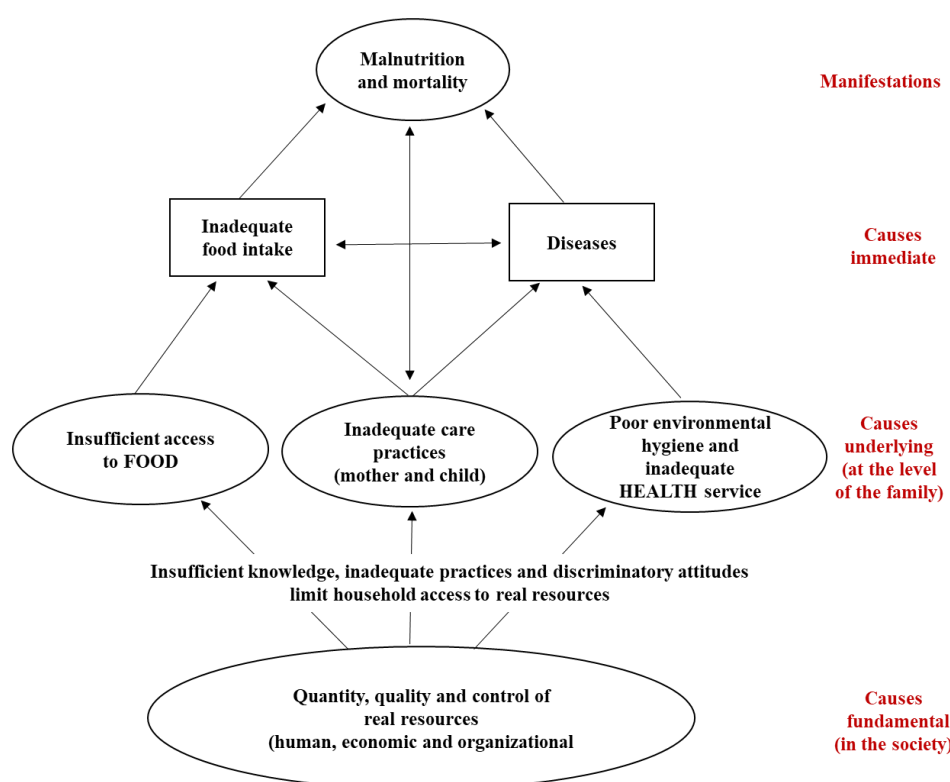 Malnutrition
and mortality
Manifestations
Inadequate
food intake
Diseases
Causes
immediate
Insufficient access
to FOOD
Inadequate care
practices
(mother and child)
Poor environmental
hygiene and
inadequate
HEALTH service
Causes
underlying
(at the level
of the family)
Insufficient knowledge, inadequate practices and discriminatory attitudes
limit household access to real resources
Quantity, quality and control of
real resources
(human, economic and organizational
Causes
fundamental
(in the society)